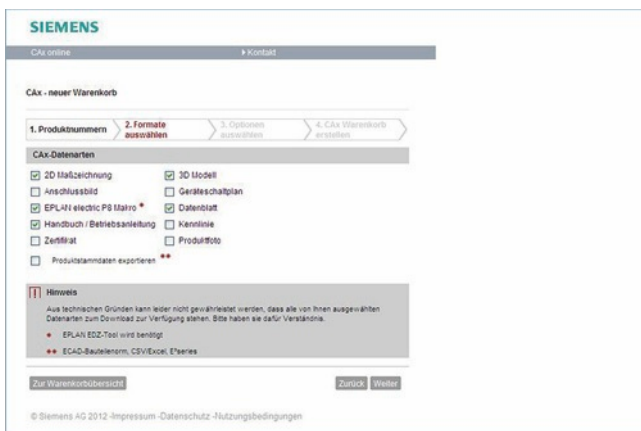 SIEMENS
CAx online
Kontakt
CAx - neuer Warenkorb
1. Produktnummern
2. Formate
auswählen
3. Optionen
auswählen
4. CAx Warenkorb
erstellen
CAx-Datenarten
2D Maßzeichnung
3D Modell
Anschlussbild
Geräteschaltplan
EPLAN electric P8 Makro *
Datenblatt
Handbuch / Betriebsanleitung
Kennlinie
Zertifikat
Produktfoto
Produktstammdaten exportieren **
! Hinweis
Aus technischen Gründen kann leider nicht gewährleistet werden, dass alle von Ihnen ausgewählten
Datenarten zum Download zur Verfügung stehen. Bitte haben sie dafür Verständnis.
* EPLAN EDZ-Tool wird benötigt
** ECAD-Bauteilenorm, CSV/Excel, E³series
Zur Warenkorbübersicht
Zurück
Weiter
© Siemens AG 2012 -Impressum -Datenschutz -Nutzungsbedingungen